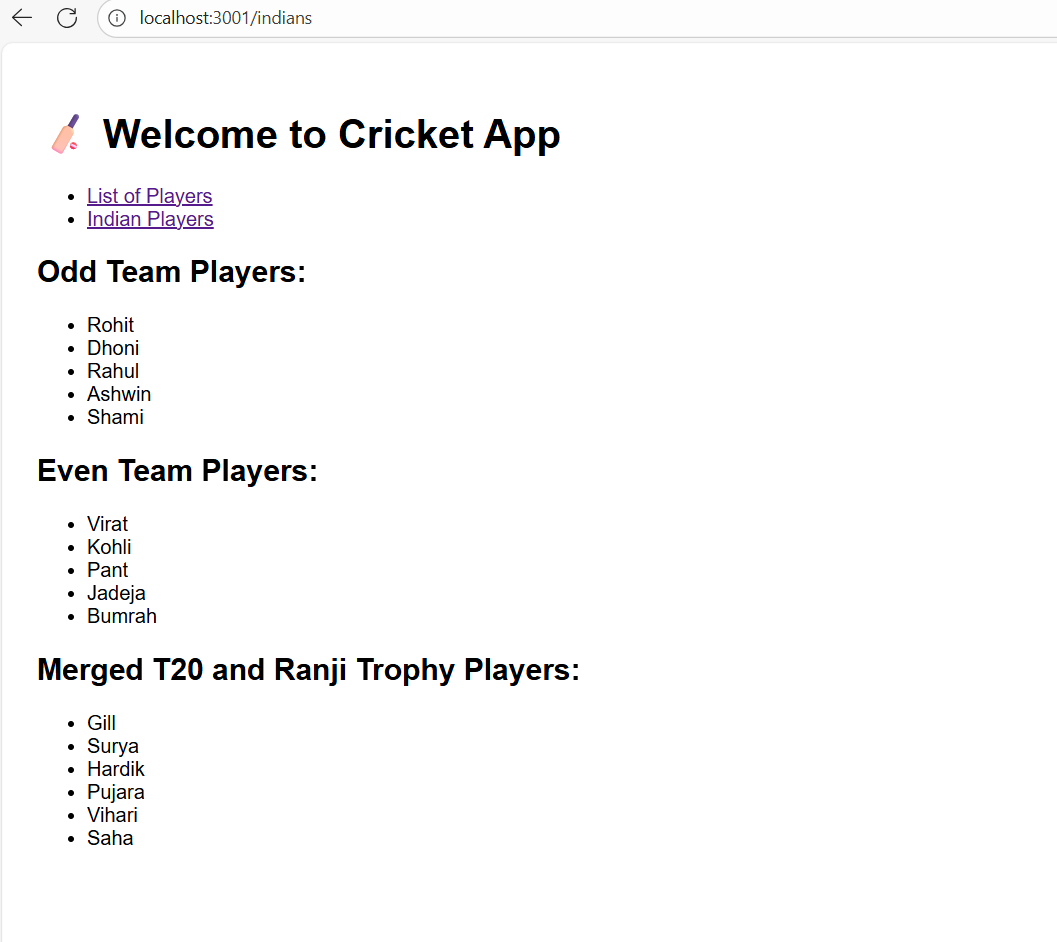 localhost:3001/indians
Welcome to Cricket App
List of Players
Indian Players
Odd Team Players:
Rohit
Dhoni
Rahul
Ashwin
Shami
Even Team Players:
Virat
Kohli
Pant
Jadeja
Bumrah
Merged T20 and Ranji Trophy Players:
Gill
Surya
Hardik
Pujara
Vihari
Saha